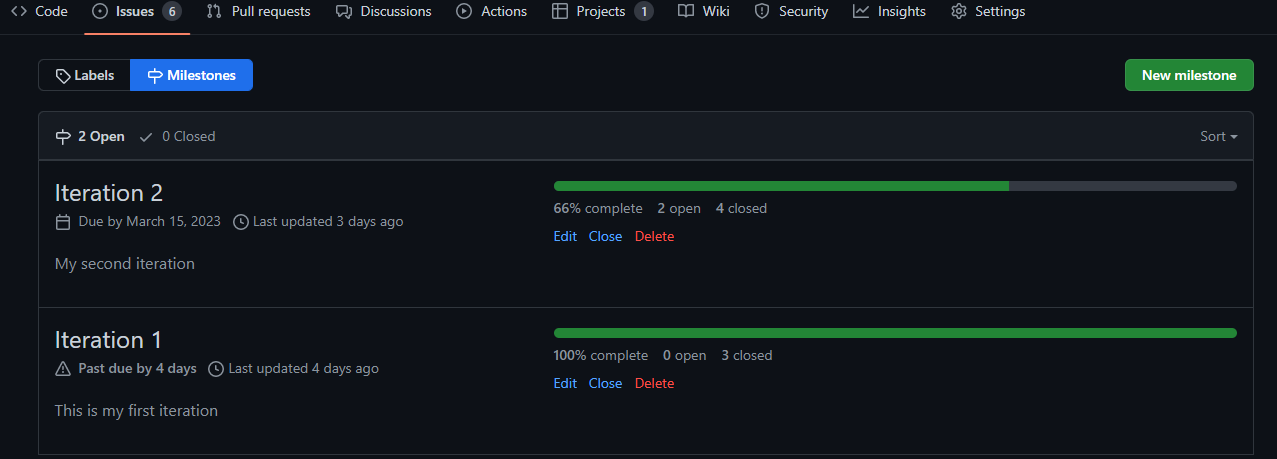 Code Issues 6 Pull requests Discussions Actions Projects 1 Wiki Security Insights Settings
Labels Milestones New milestone
2 Open 0 Closed Sort
Iteration 2
Due by March 15, 2023 Last updated 3 days ago
My second iteration
66% complete 2 open 4 closed
Edit Close Delete
Iteration 1
Past due by 4 days Last updated 4 days ago
This is my first iteration
100% complete 0 open 3 closed
Edit Close Delete